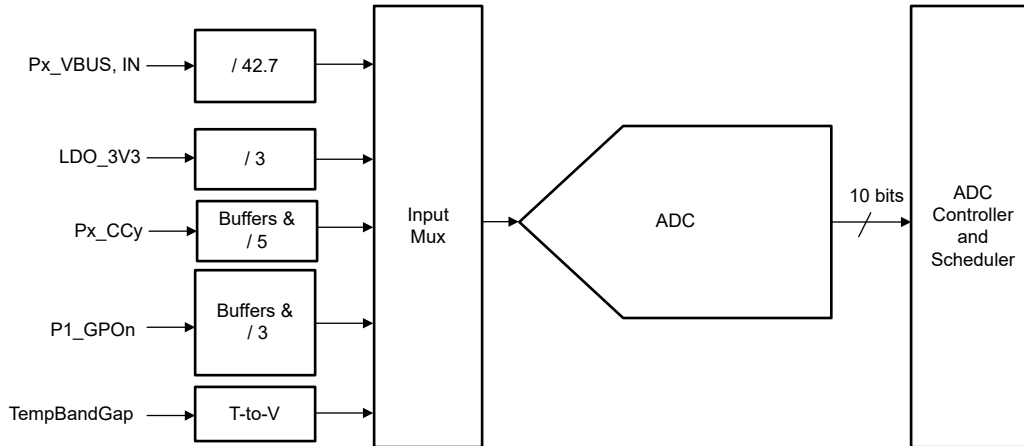 Px_VBUS, IN
/ 42.7
LDO_3V3
/ 3
Px_CCy
Buffers &
/ 5
P1_GPOn
Buffers &
/ 3
TempBandGap
T-to-V
Input
Mux
ADC
10 bits
ADC
Controller
and
Scheduler